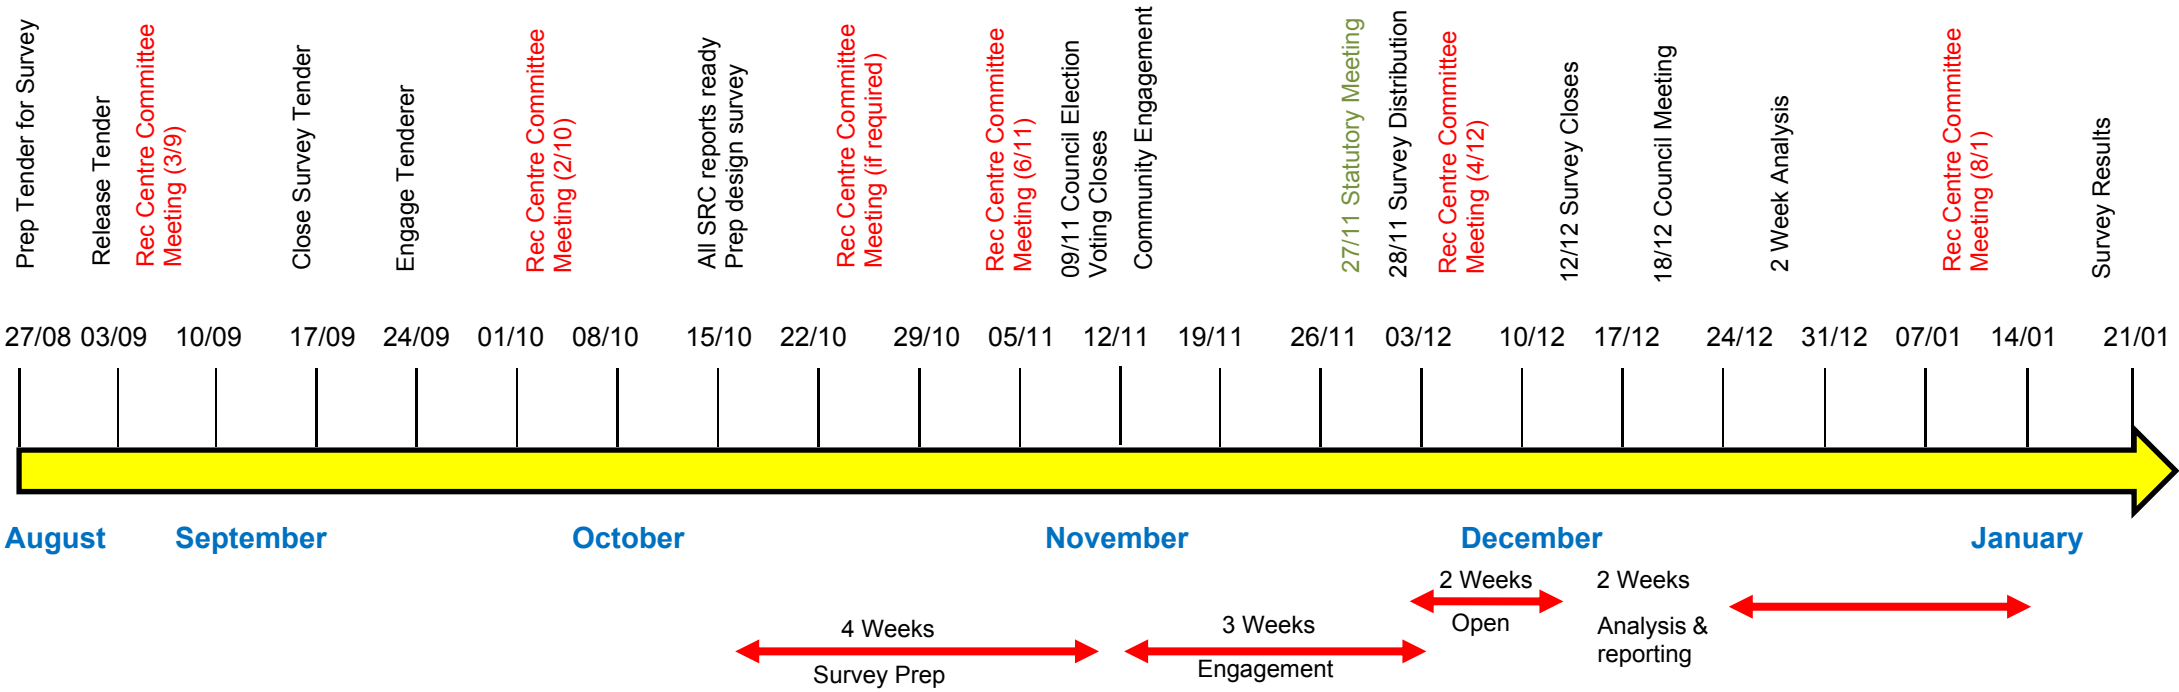 Prep Tender for Survey
Release Tender
Rec Centre Committee
Meeting (3/9)
Close Survey Tender
Engage Tenderer
Rec Centre Committee
Meeting (2/10)
All SRC reports ready
Prep design survey
Rec Centre Committee
Meeting (if required)
Rec Centre Committee
Meeting (6/11)
09/11 Council Election
Voting Closes
Community Engagement
27/11 Statutory Meeting
28/11 Survey Distribution
Rec Centre Committee
Meeting (4/12)
12/12 Survey Closes
18/12 Council Meeting
2 Week Analysis
Rec Centre Committee
Meeting (8/1)
Survey Results
27/08 03/09 10/09 17/09 24/09 01/10 08/10 15/10 22/10 29/10 05/11 12/11 19/11 26/11 03/12 10/12 17/12 24/12 31/12 07/01 14/01 21/01
August September October November December January
2 Weeks
Open
2 Weeks
Analysis &
reporting
4 Weeks
Survey Prep
3 Weeks
Engagement